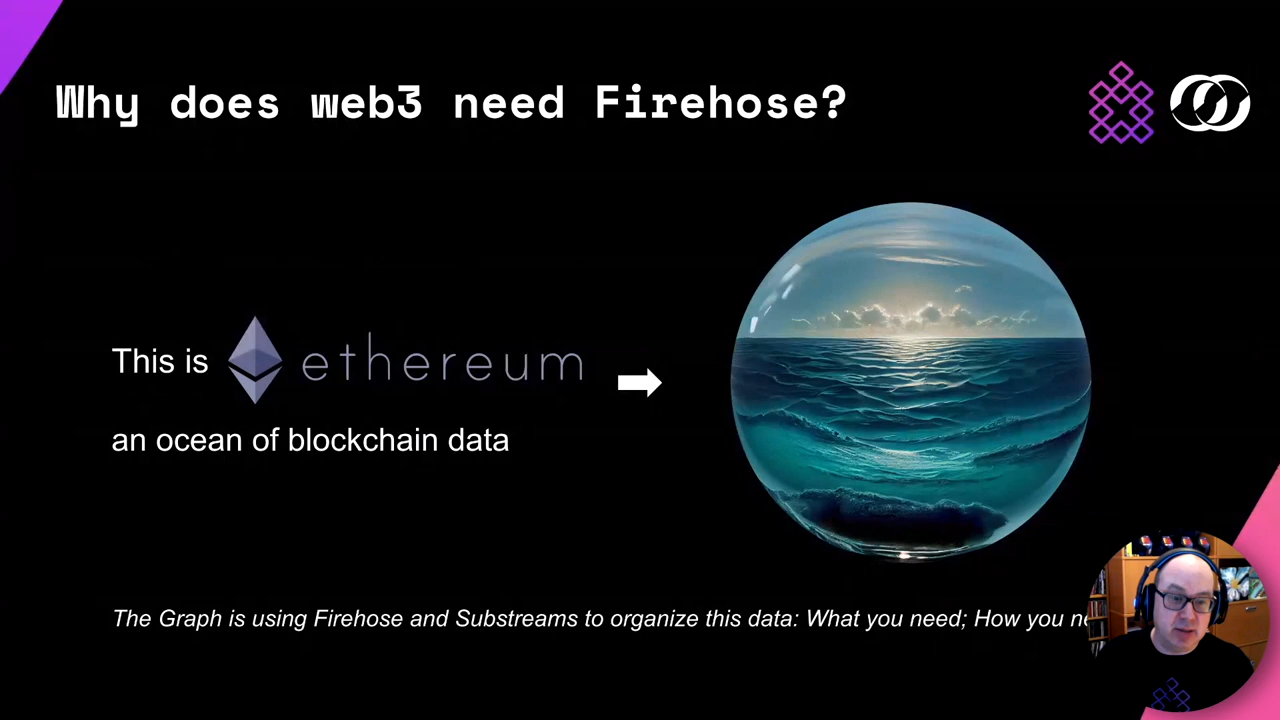 Why does web3 need Firehose?
This is ethereum
an ocean of blockchain data
The Graph is using Firehose and Substreams to organize this data: What you need; How you